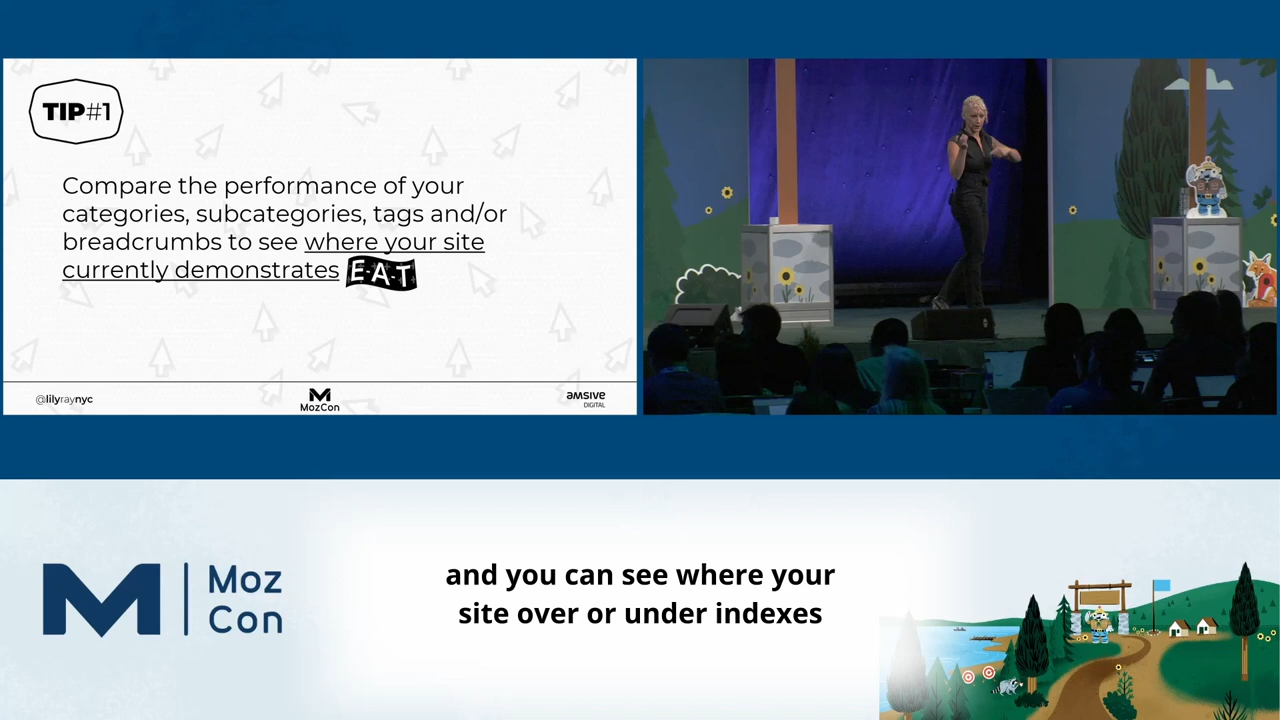 TIP#1
Compare the performance of your
categories, subcategories, tags and/or
breadcrumbs to see where your site
currently demonstrates E-A-T
@lilyraynyc
MozCon
amsive
DIGITAL
Moz
Con
and you can see where your
site over or under indexes